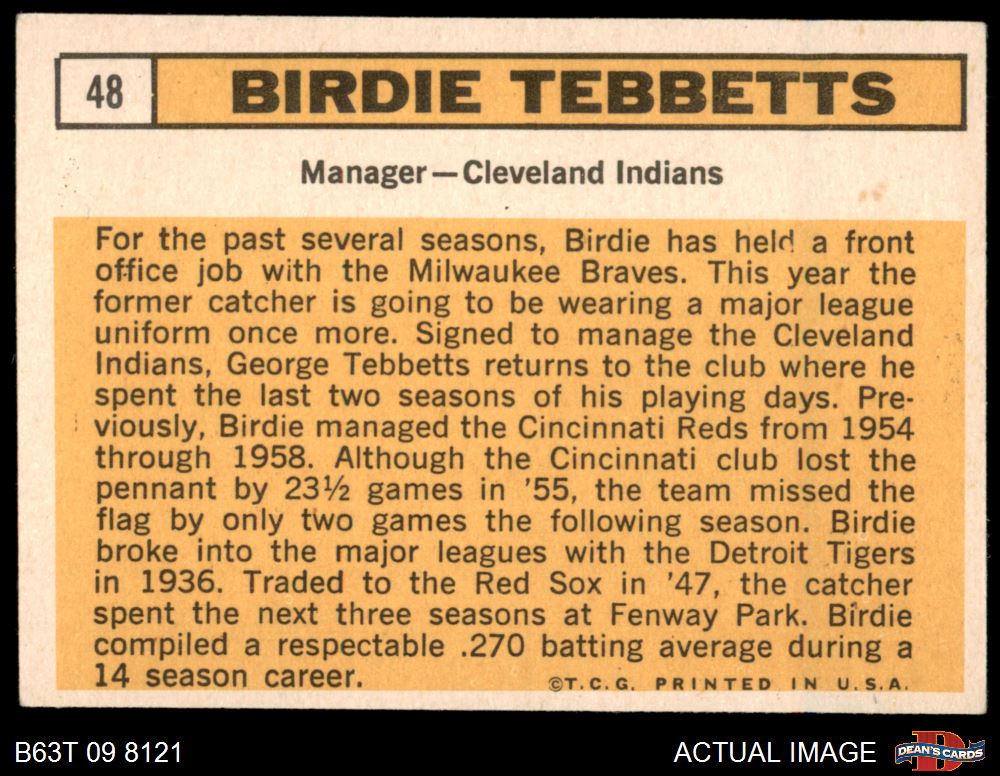 48
BIRDIE TEBBETTS
Manager—Cleveland Indians
For the past several seasons, Birdie has held a front
office job with the Milwaukee Braves. This year the
former catcher is going to be wearing a major league
uniform once more. Signed to manage the Cleveland
Indians, George Tebbetts returns to the club where he
spent the last two seasons of his playing days. Pre-
viously, Birdie managed the Cincinnati Reds from 1954
through 1958. Although the Cincinnati club lost the
pennant by 23½ games in '55, the team missed the
flag by only two games the following season. Birdie
broke into the major leagues with the Detroit Tigers
in 1936. Traded to the Red Sox in '47, the catcher
spent the next three seasons at Fenway Park. Birdie
compiled a respectable .270 batting average during a
14 season career.
©T.C.G. PRINTED IN U.S.A.
B63T 09 8121
ACTUAL IMAGE
D
DEAN'S CARDS